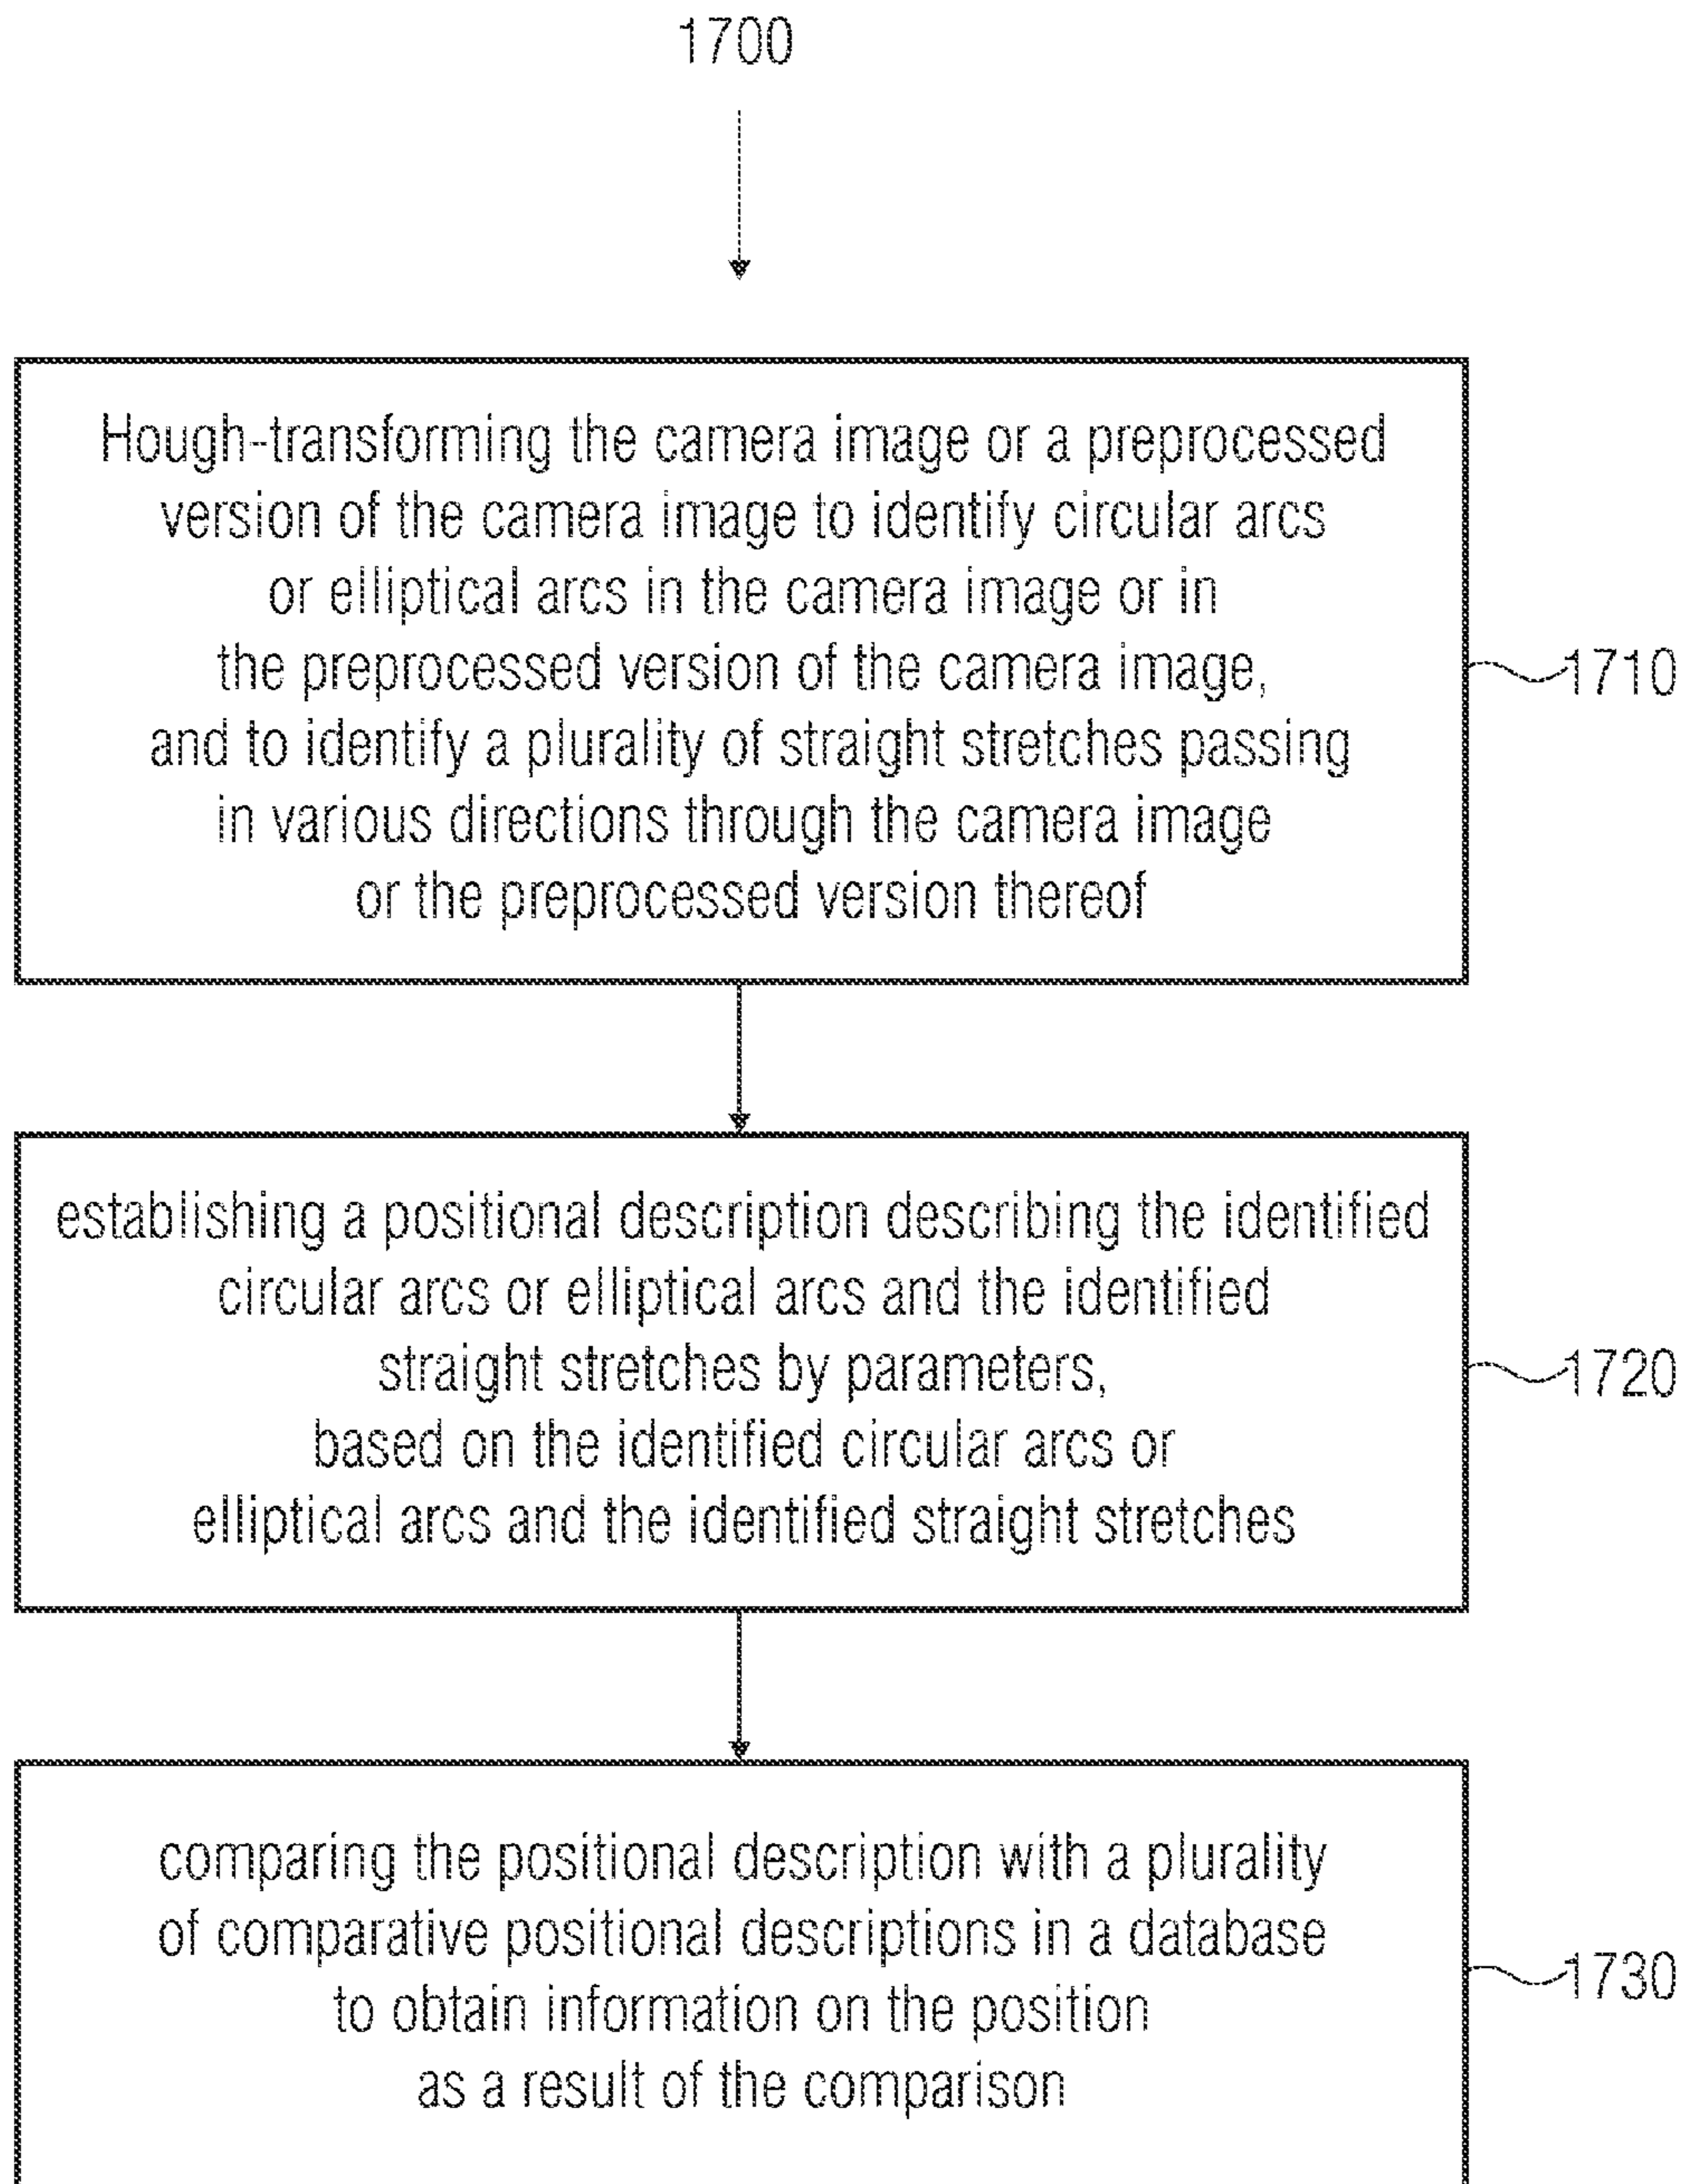 1700
Hough-transforming the camera image or a preprocessed
version of the camera image to identify circular arcs
or elliptical arcs in the camera image or in
the preprocessed version of the camera image,
and to identify a plurality of straight stretches passing
in various directions through the camera image
or the preprocessed version thereof
1710
establishing a positional description describing the identified
circular arcs or elliptical arcs and the identified
straight stretches by parameters,
based on the identified circular arcs or
elliptical arcs and the identified straight stretches
1720
comparing the positional description with a plurality
of comparative positional descriptions in a database
to obtain information on the position
as a result of the comparison
1730